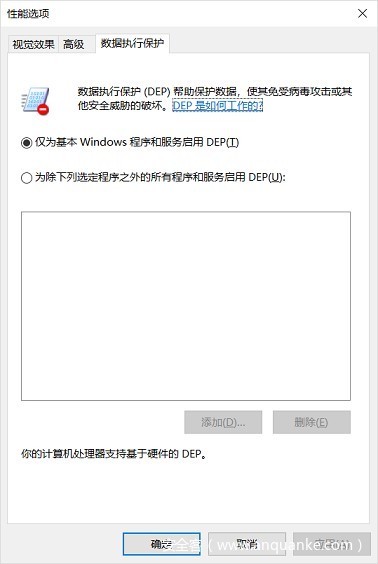 性能选项
视觉效果 高级 数据执行保护
数据执行保护 (DEP) 帮助保护数据，使其免受病毒攻击或其
他安全威胁的破坏。DEP 是如何工作的?
仅为基本 Windows 程序和服务启用 DEP(T)
为除下列选定程序之外的所有程序和服务启用 DEP(U):
添加(D)... 删除(E)
你的计算机处理器支持基于硬件的 DEP。
确定 取消
安全客 ( www.anquanke.com )